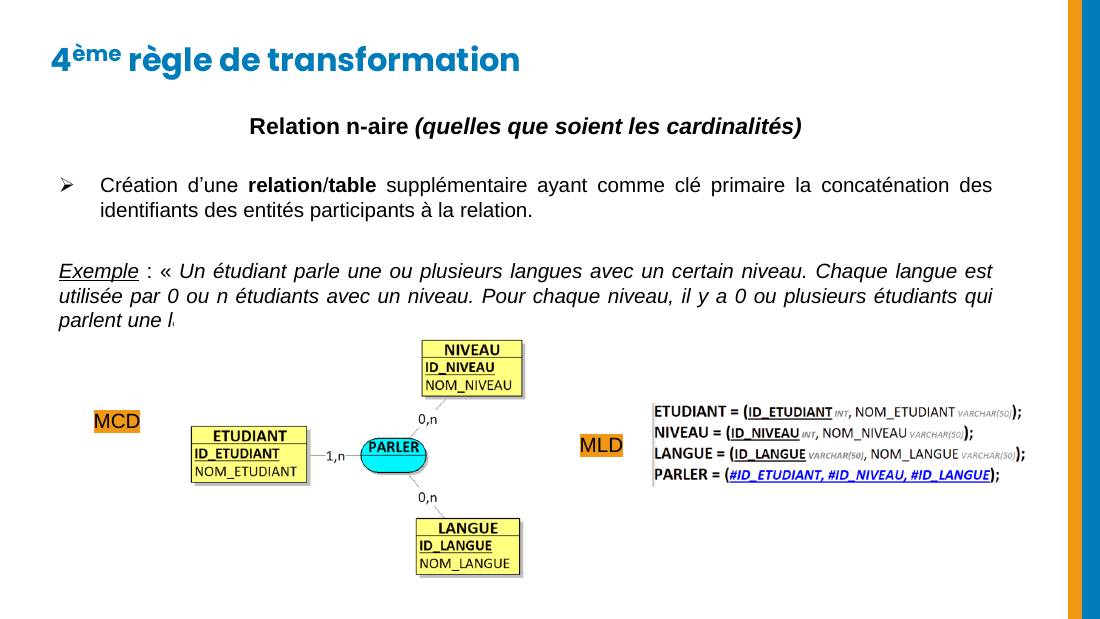 4ème règle de transformation
Relation n-aire (quelles que soient les cardinalités)
➢ Création d’une relation/table supplémentaire ayant comme clé primaire la concaténation des
identifiants des entités participants à la relation.
Exemple : « Un étudiant parle une ou plusieurs langues avec un certain niveau. Chaque langue est
utilisée par 0 ou n étudiants avec un niveau. Pour chaque niveau, il y a 0 ou plusieurs étudiants qui
parlent une
NIVEAU
ID_NIVEAU
NOM_NIVEAU
0,n
MCD
ETUDIANT
ID_ETUDIANT
NOM_ETUDIANT
1,n
PARLER
0,n
LANGUE
ID_LANGUE
NOM_LANGUE
MLD
ETUDIANT = (ID_ETUDIANT INT, NOM_ETUDIANT VARCHAR(50));
NIVEAU = (ID_NIVEAU INT, NOM_NIVEAU VARCHAR(50));
LANGUE = (ID_LANGUE VARCHAR(50), NOM_LANGUE VARCHAR(50));
PARLER = (#ID_ETUDIANT, #ID_NIVEAU, #ID_LANGUE);